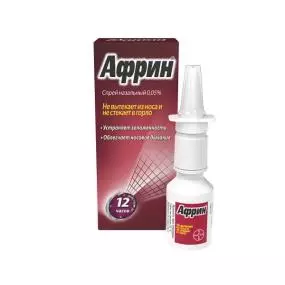 Африн®
Спрей назальный 0,05%
Не вытекает из носа и
не стекает в горло
• Устраняет заложенность
• Облегчает носовое дыхание
12
часов
Африн